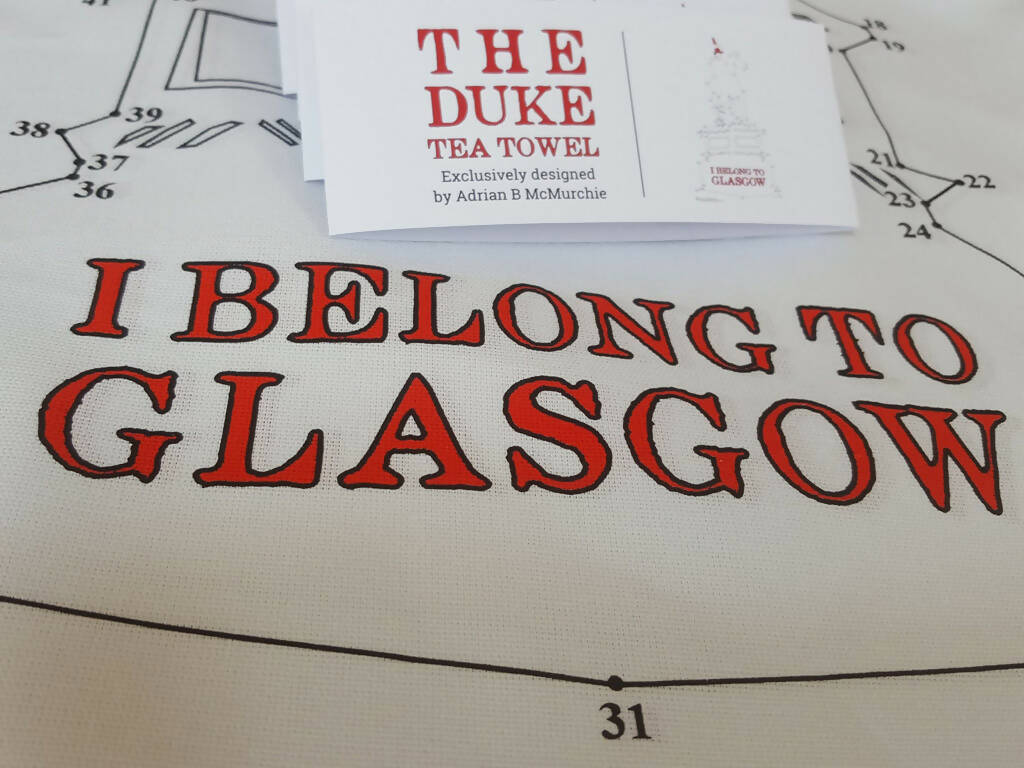 THE
DUKE
TEA TOWEL
Exclusively designed
by Adrian B McMurchie
I BELONG TO
GLASGOW
18
19
39
38
37
36
21
22
23
24
I BELONG TO
GLASGOW
31